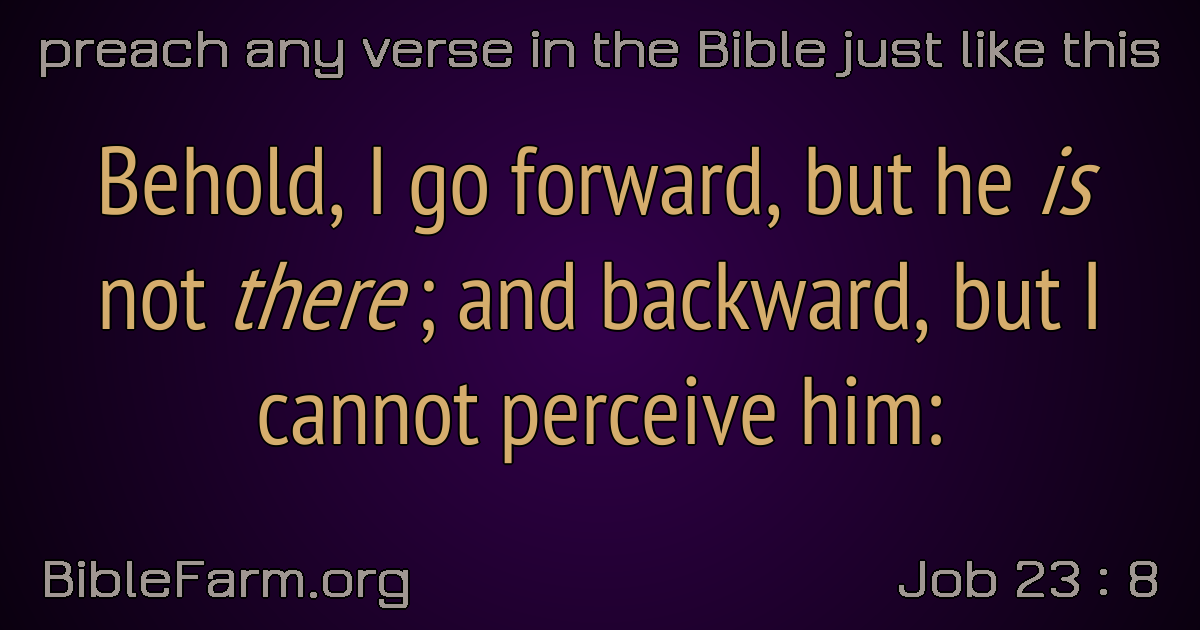 preach any verse in the Bible just like this
Behold, I go forward, but he is
not there; and backward, but I
cannot perceive him:
BibleFarm.org
Job 23 : 8